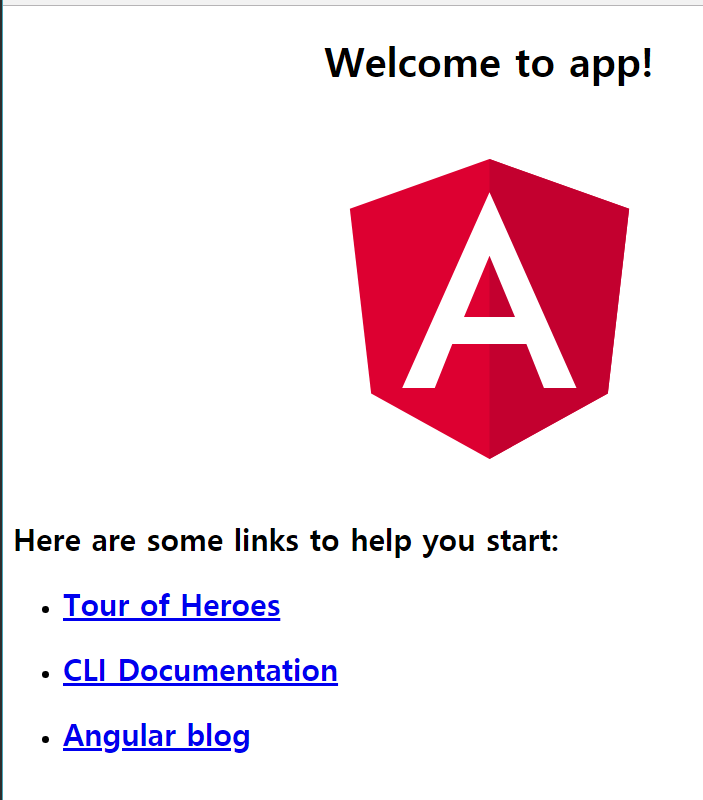 Welcome to app!
A
Here are some links to help you start:
Tour of Heroes
CLI Documentation
Angular blog